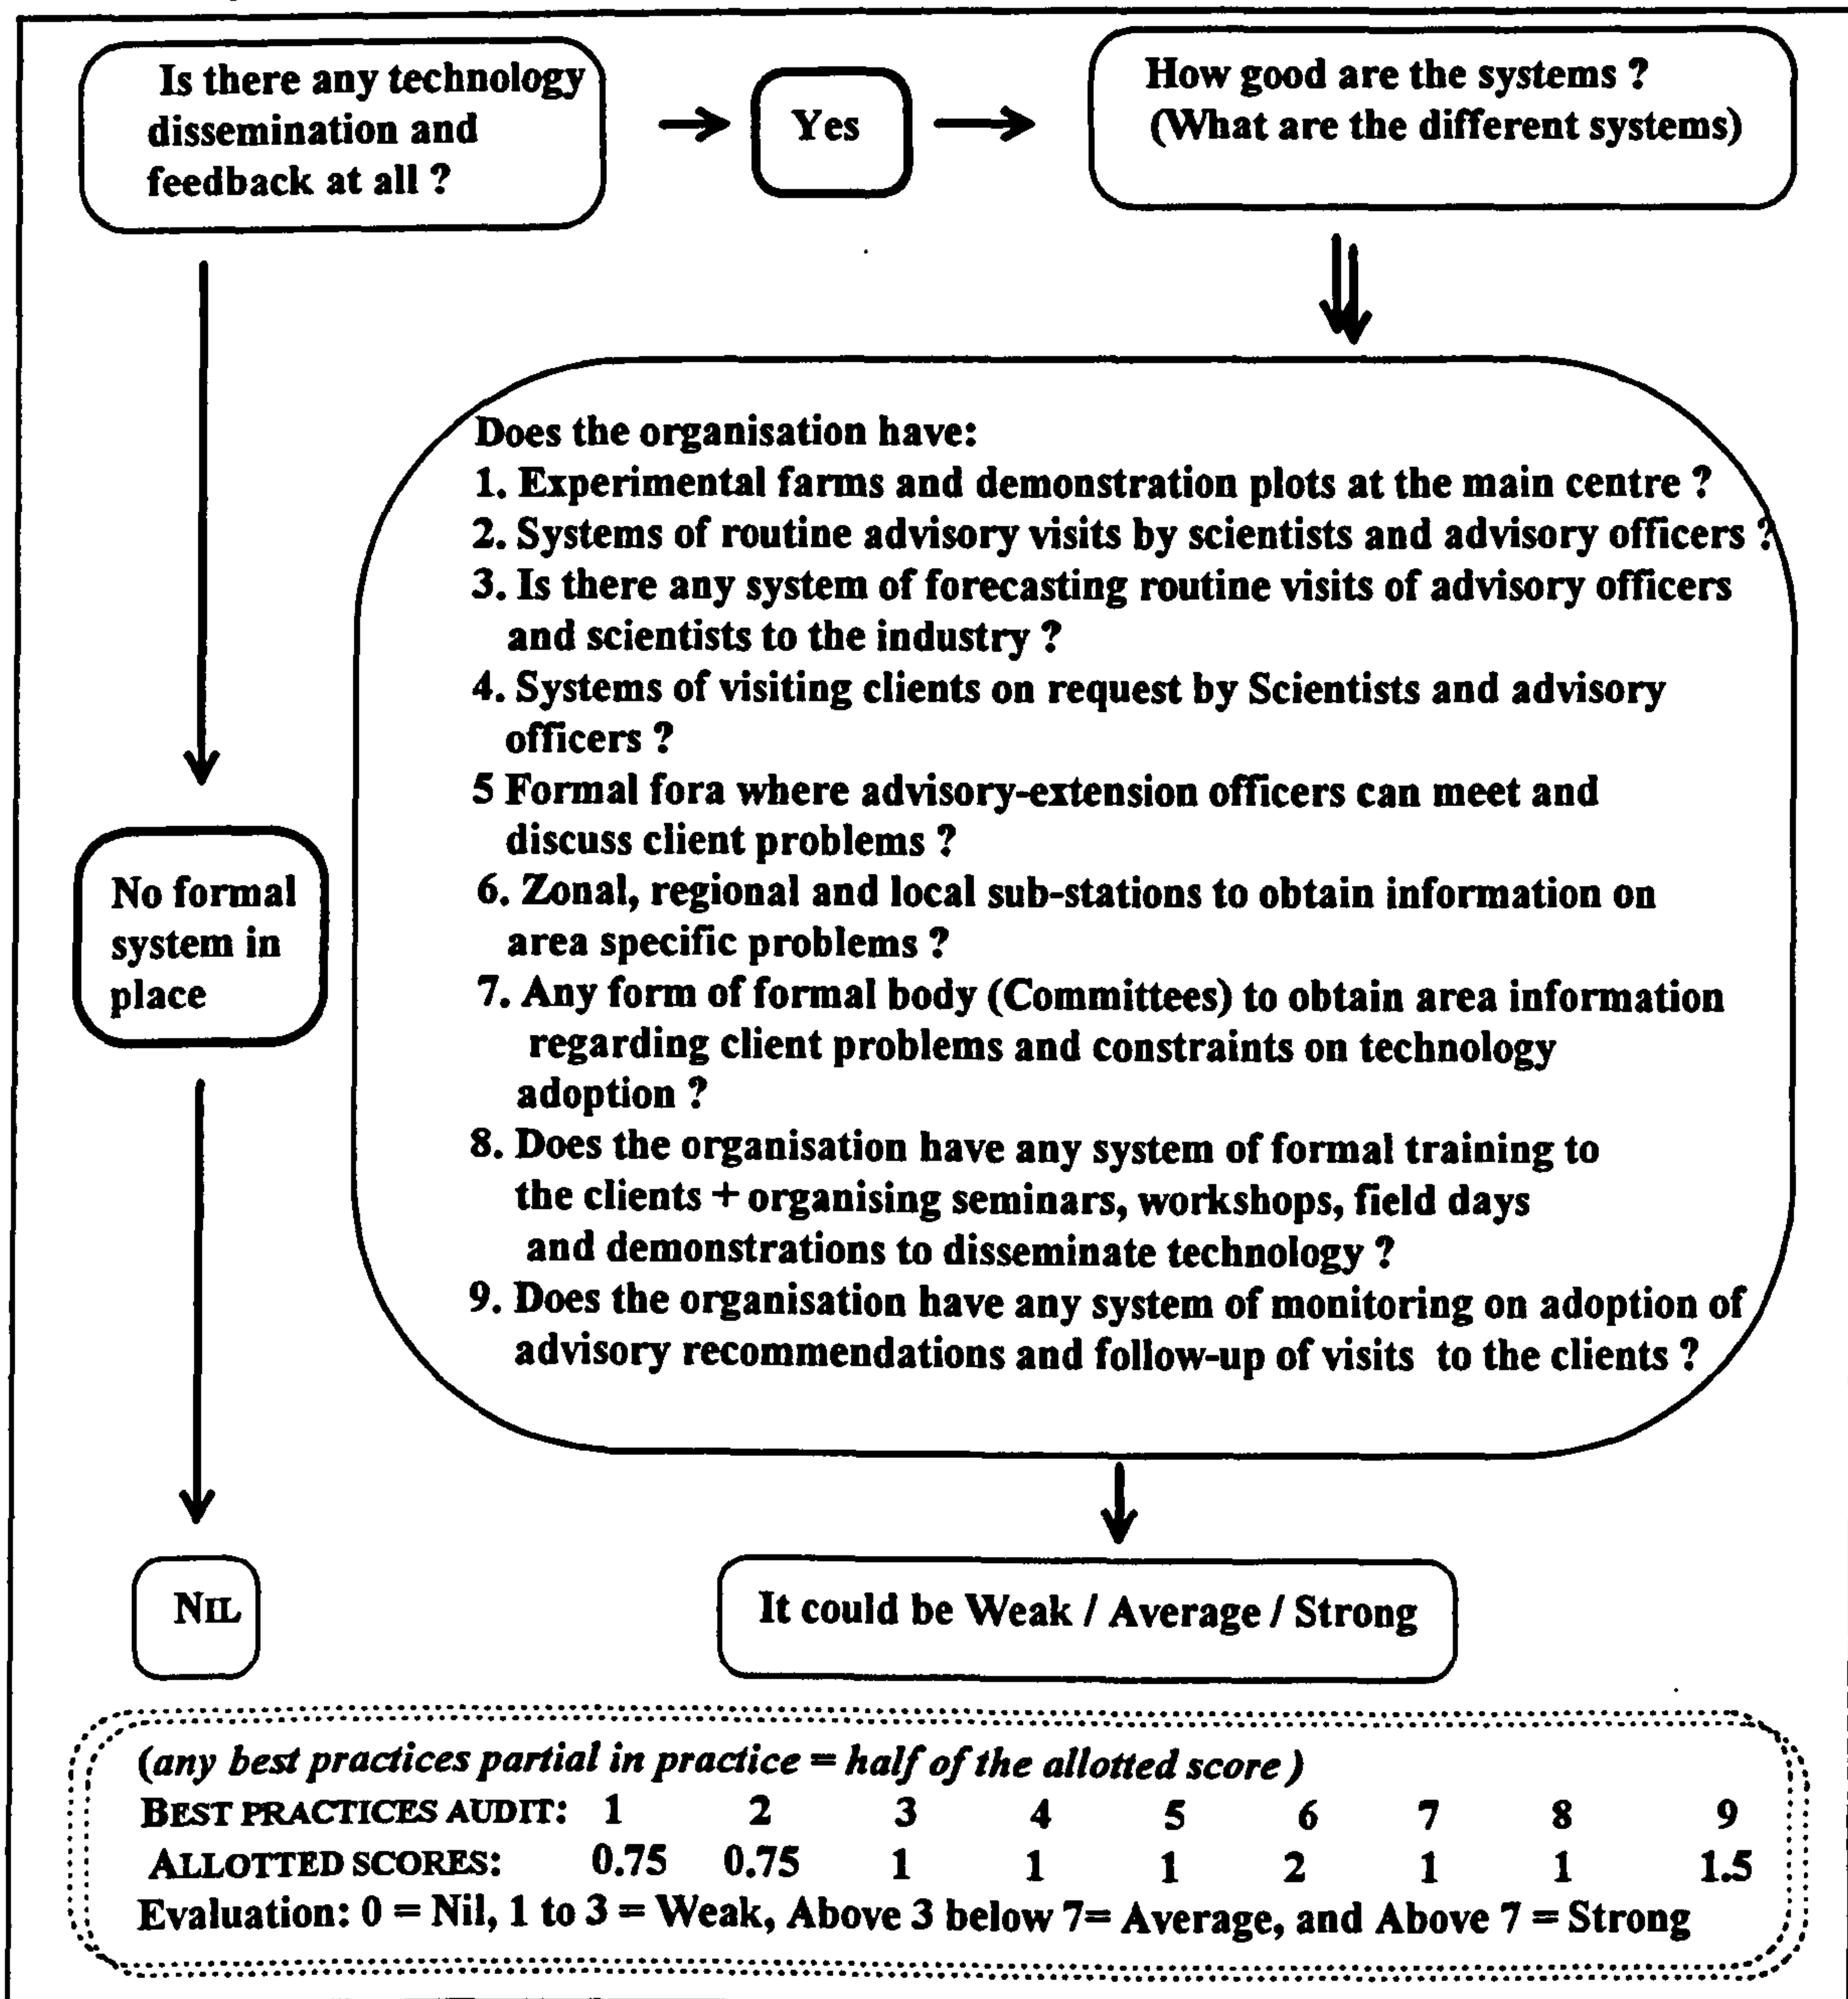 Is there any technology
dissemination and
feedback at all ?
Yes
How good are the systems ?
(What are the different systems)
Does the organisation have:
1. Experimental farms and demonstration plots at the main centre ?
2. Systems of routine advisory visits by scientists and advisory officers ?
3. Is there any system of forecasting routine visits of advisory officers
and scientists to the industry ?
4. Systems of visiting clients on request by Scientists and advisory
officers ?
5 Formal fora where advisory-extension officers can meet and
discuss client problems ?
6. Zonal, regional and local sub-stations to obtain information on
area specific problems ?
7. Any form of formal body (Committees) to obtain area information
regarding client problems and constraints on technology
adoption ?
8. Does the organisation have any system of formal training to
the clients + organising seminars, workshops, field days
and demonstrations to disseminate technology ?
9. Does the organisation have any system of monitoring on adoption of
advisory recommendations and follow-up of visits to the clients ?
No formal
system in
place
NIL
It could be Weak / Average / Strong
(any best practices partial in practice = half of the allotted score )
BEST PRACTICES AUDIT: 1 2 3 4 5 6 7 8 9
ALLOTTED SCORES: 0.75 0.75 1 1 1 2 1 1 1.5
Evaluation: 0 = Nil, 1 to 3 = Weak, Above 3 below 7= Average, and Above 7 = Strong